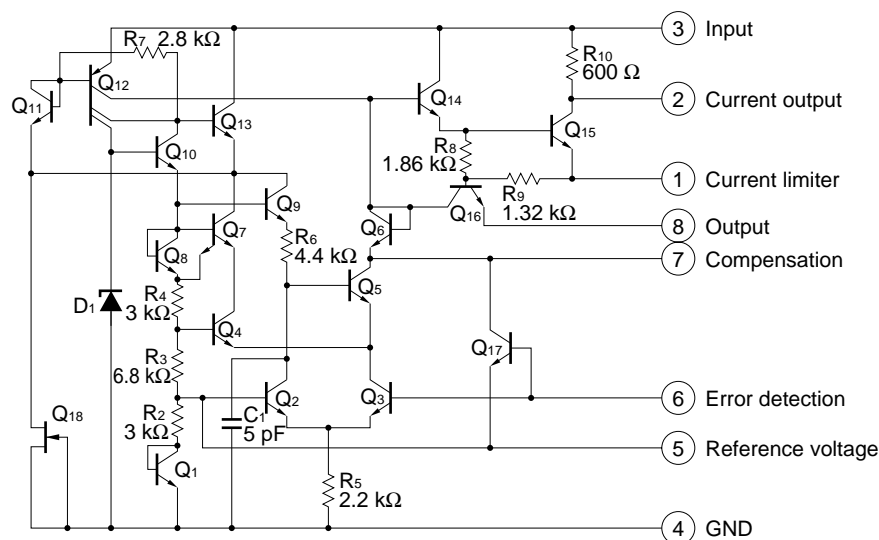 R7 2.8 kΩ
3 Input
R10
600 Ω
Q11
Q12
Q14
2 Current output
Q13
Q15
Q10
R8
1.86 kΩ
R9
1.32 kΩ
1 Current limiter
Q9
Q16
8 Output
Q8
Q7
R6
4.4 kΩ
Q6
7 Compensation
D1
R4
3 kΩ
Q5
Q4
R3
6.8 kΩ
Q17
Q18
R2
3 kΩ
Q2
C1
5 pF
Q3
6 Error detection
5 Reference voltage
Q1
R5
2.2 kΩ
4 GND